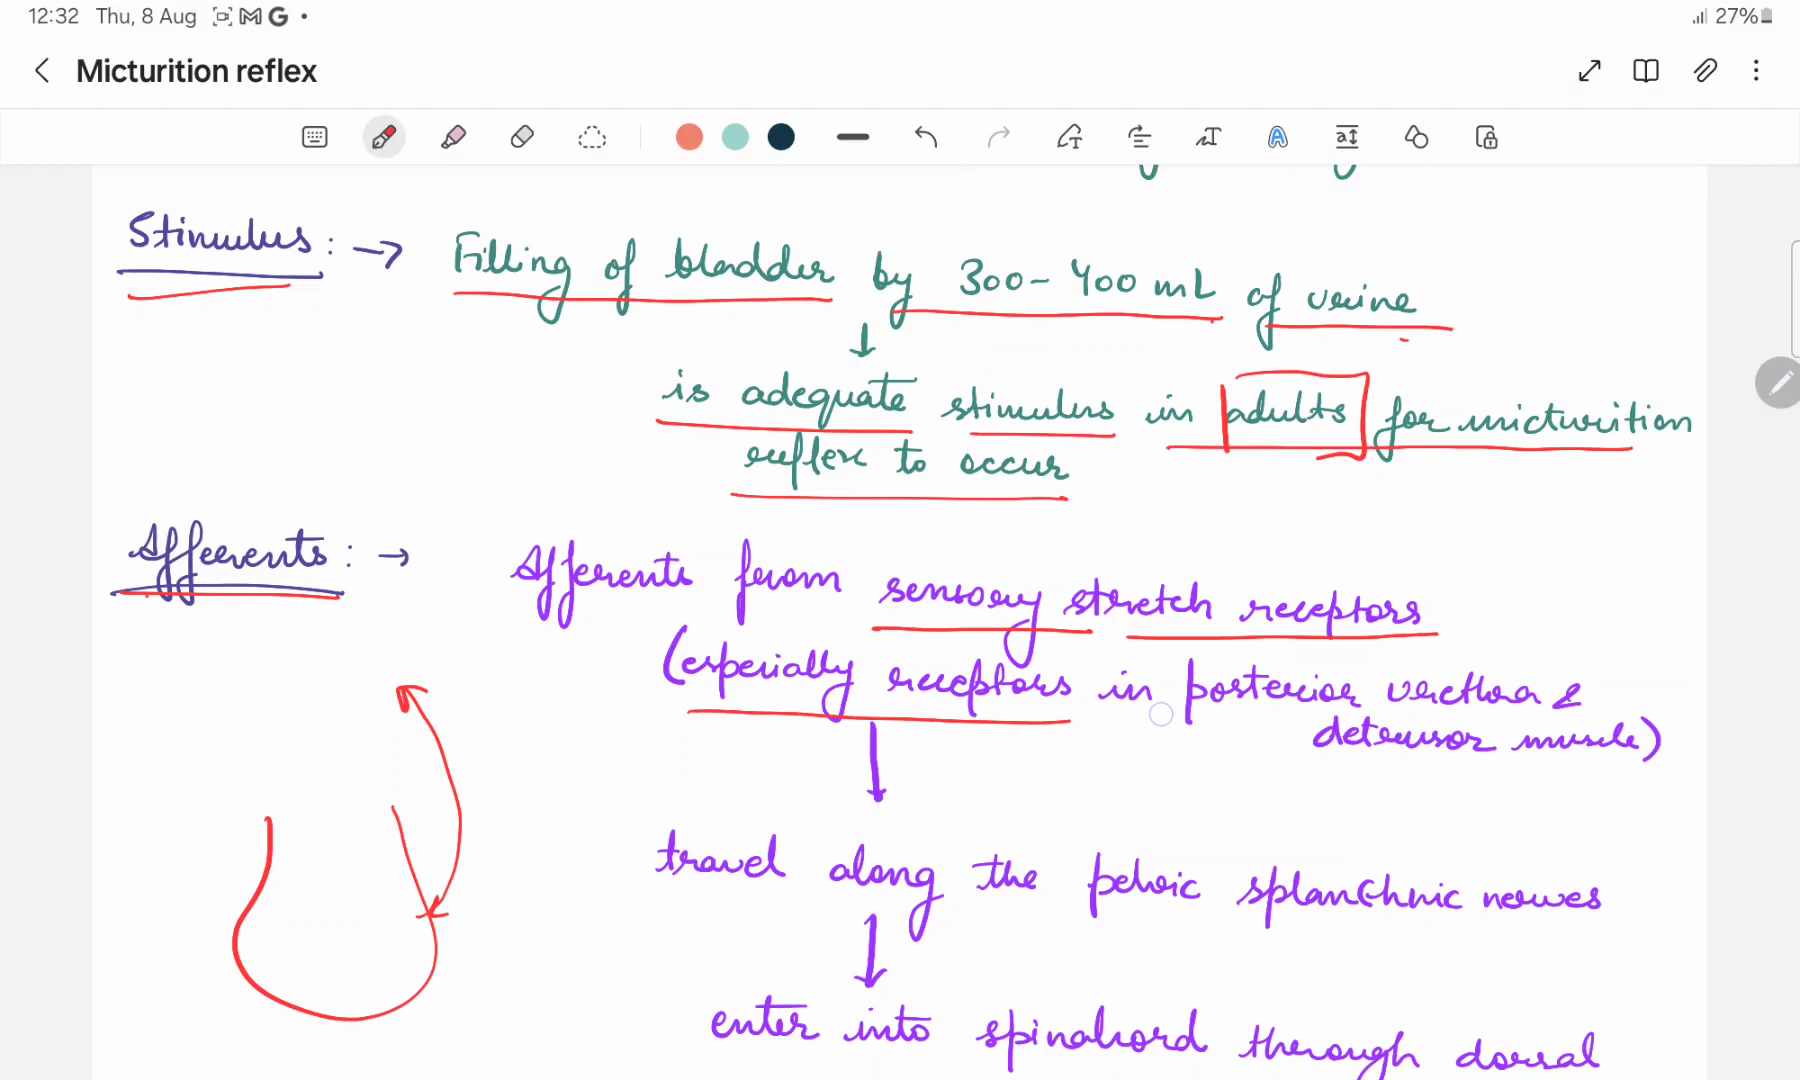 12:32 Thu, 8 Aug 27%
Micturition reflex
Stimulus: → Filling of bladder by 300-400 mL of urine
↓
is adequate stimulus in adults for micturition
reflex to occur
Afferents: → Afferents from sensory stretch receptors
(especially receptors in posterior urethra &
detrusor muscle)
↓
travel along the pelvic splanchnic nerves
↓
enter into spinalcord through dorsal